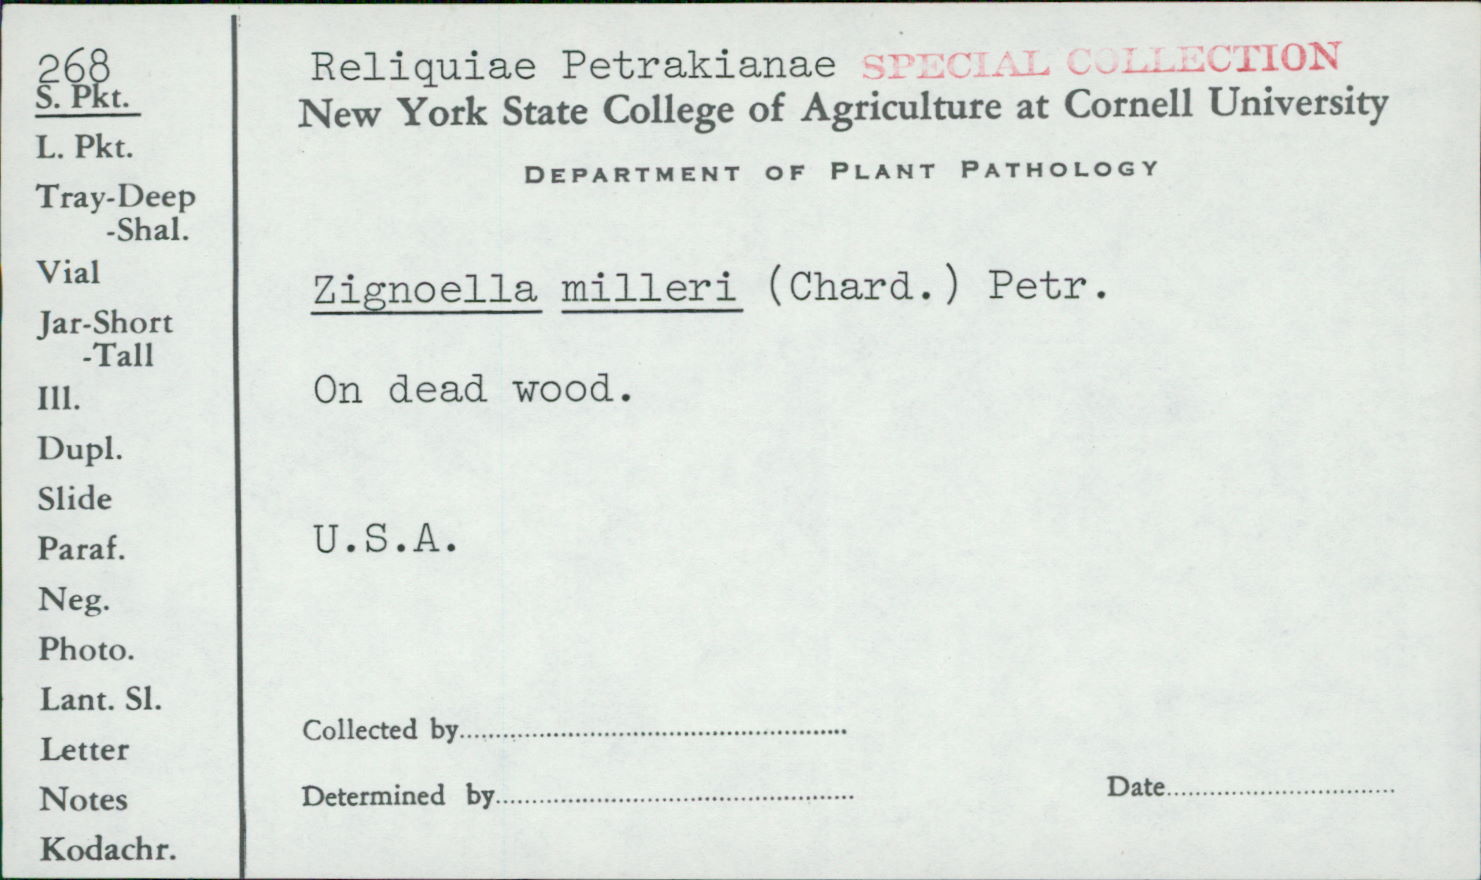 268
S. Pkt.
L. Pkt.
Tray-Deep
-Shal.
Vial
Jar-Short
-Tall
Ill.
Dupl.
Slide
Paraf.
Neg.
Photo.
Lant. Sl.
Letter
Notes
Kodachr.
Reliquiae Petrakianae SPECIAL COLLECTION
New York State College of Agriculture at Cornell University
DEPARTMENT OF PLANT PATHOLOGY
Zignoella milleri (Chard.) Petr.
On dead wood.
U.S.A.
Collected by
Determined by
Date